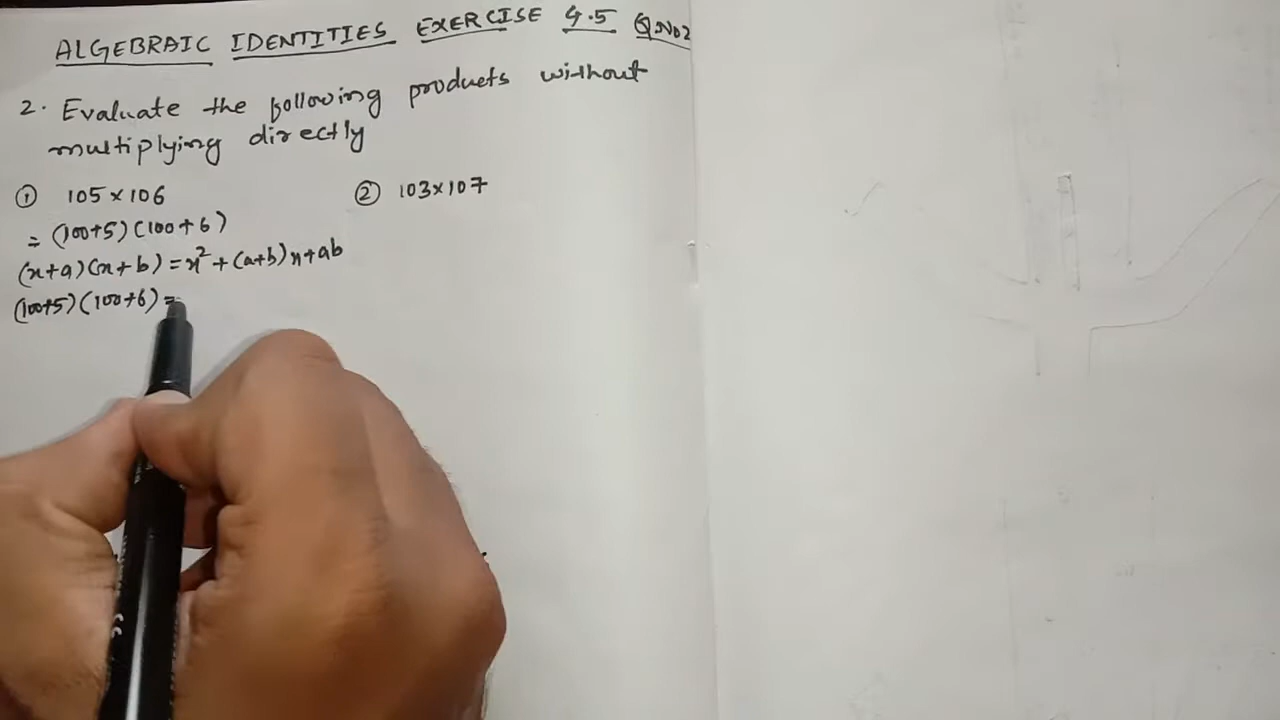 ALGEBRAIC IDENTITIES EXERCISE 4.5 Q.No2
2. Evaluate the following products without
multiplying directly
① 105×106
② 103×107
= (100+5)(100+6)
(x+a)(x+b) = x²+(a+b)x+ab
(100+5)(100+6) =